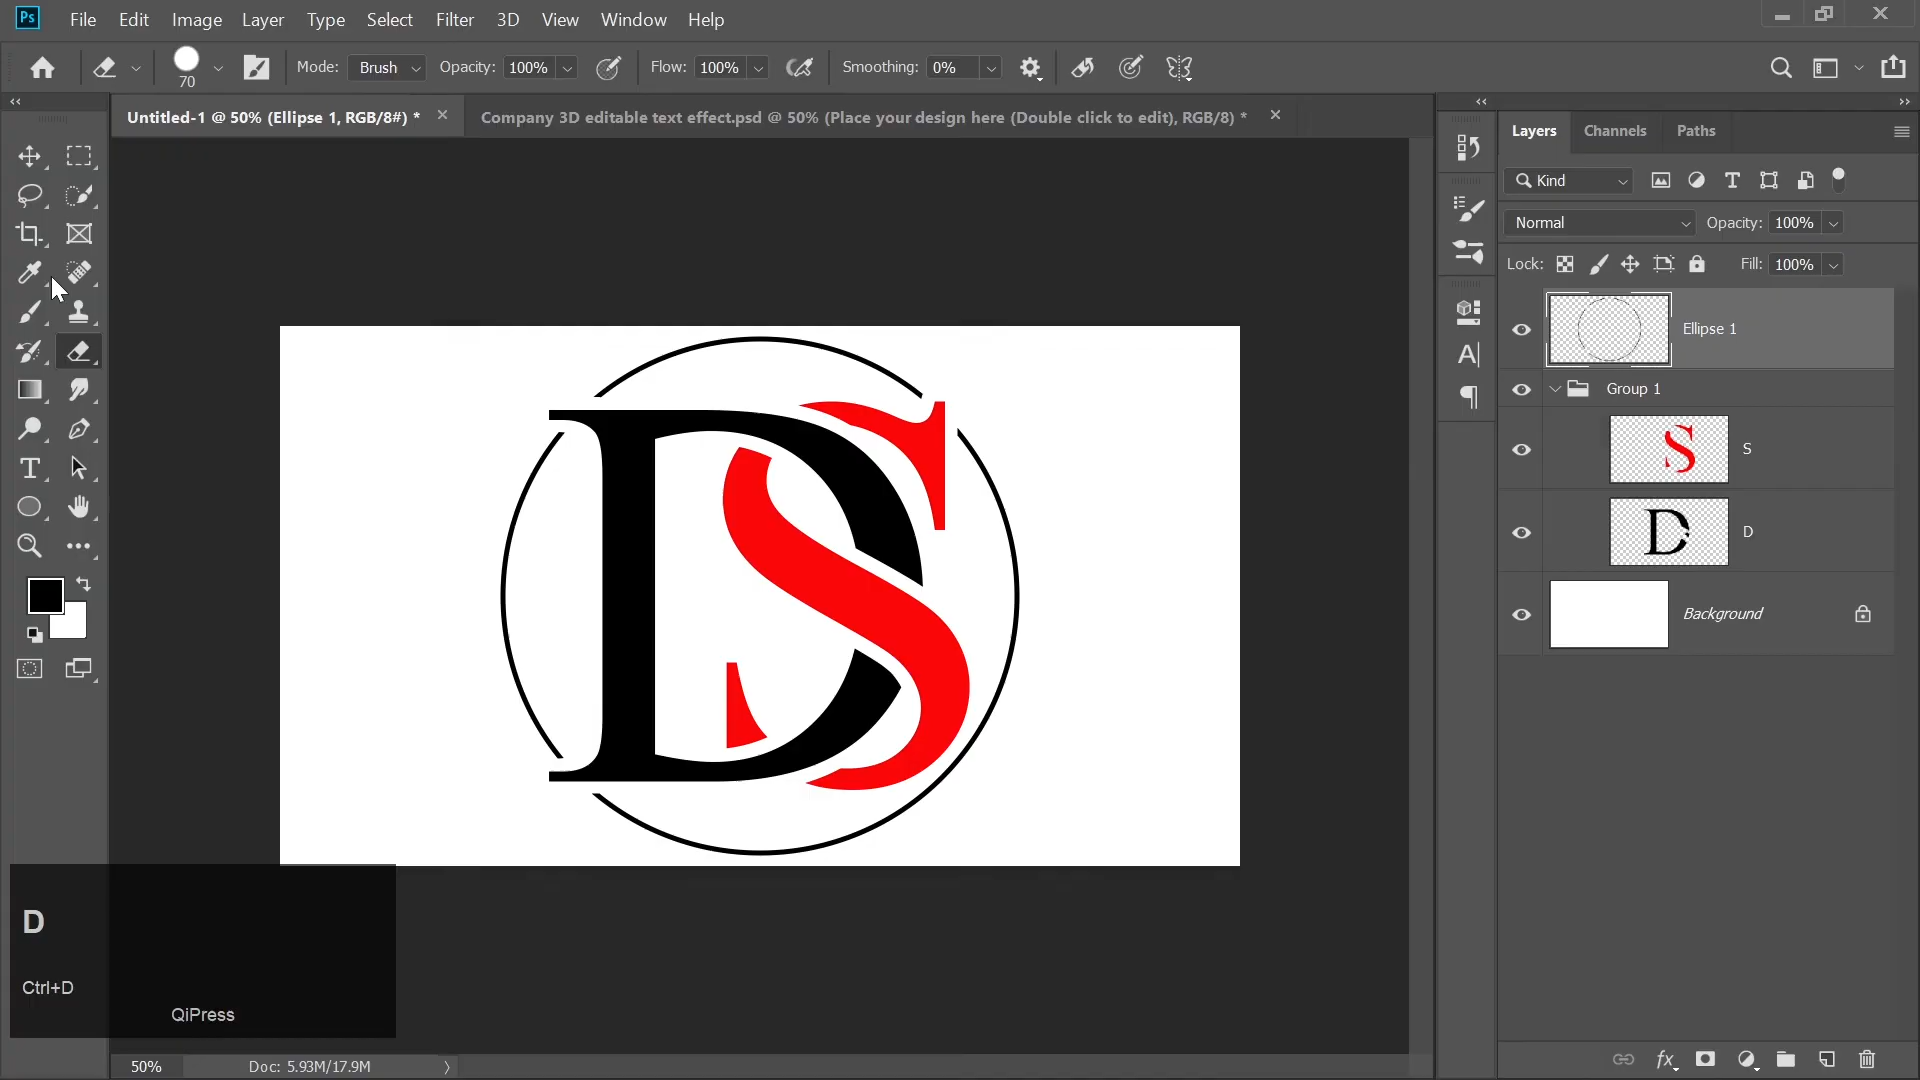 Ps File Edit Image Layer Type Select Filter 3D View Window Help
70 Mode: Brush Opacity: 100% Flow: 100% Smoothing: 0%
Untitled-1 @ 50% (Ellipse 1, RGB/8#) * Company 3D editable text effect.psd @ 50% (Place your design here (Double click to edit), RGB/8) *
Layers Channels Paths
Kind
Normal Opacity: 100%
Lock: Fill: 100%
Ellipse 1
Group 1
S
D
Background
DS
D
Ctrl+D
QiPress
50% Doc: 5.93M/17.9M